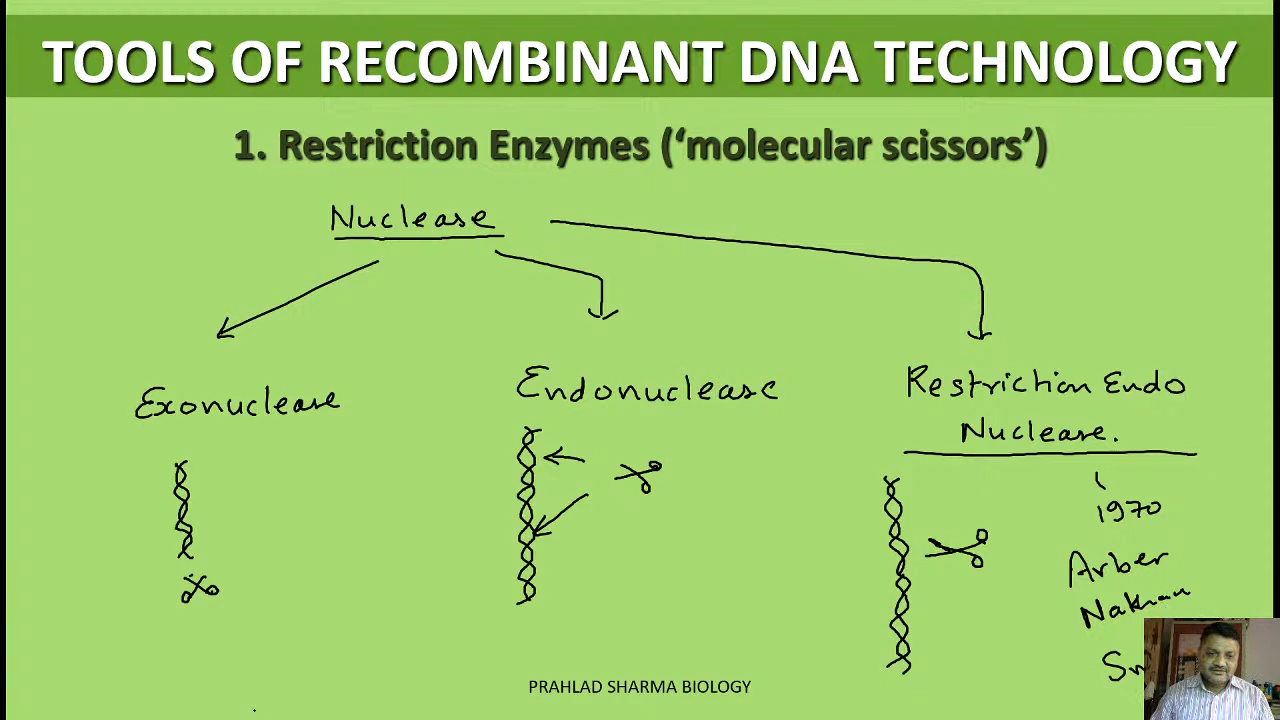 TOOLS OF RECOMBINANT DNA TECHNOLOGY
1. Restriction Enzymes (‘molecular scissors’)
Nuclease
Exonuclease
Endonuclease
Restriction Endo
Nuclease.
1970
Arber
PRAHLAD SHARMA BIOLOGY